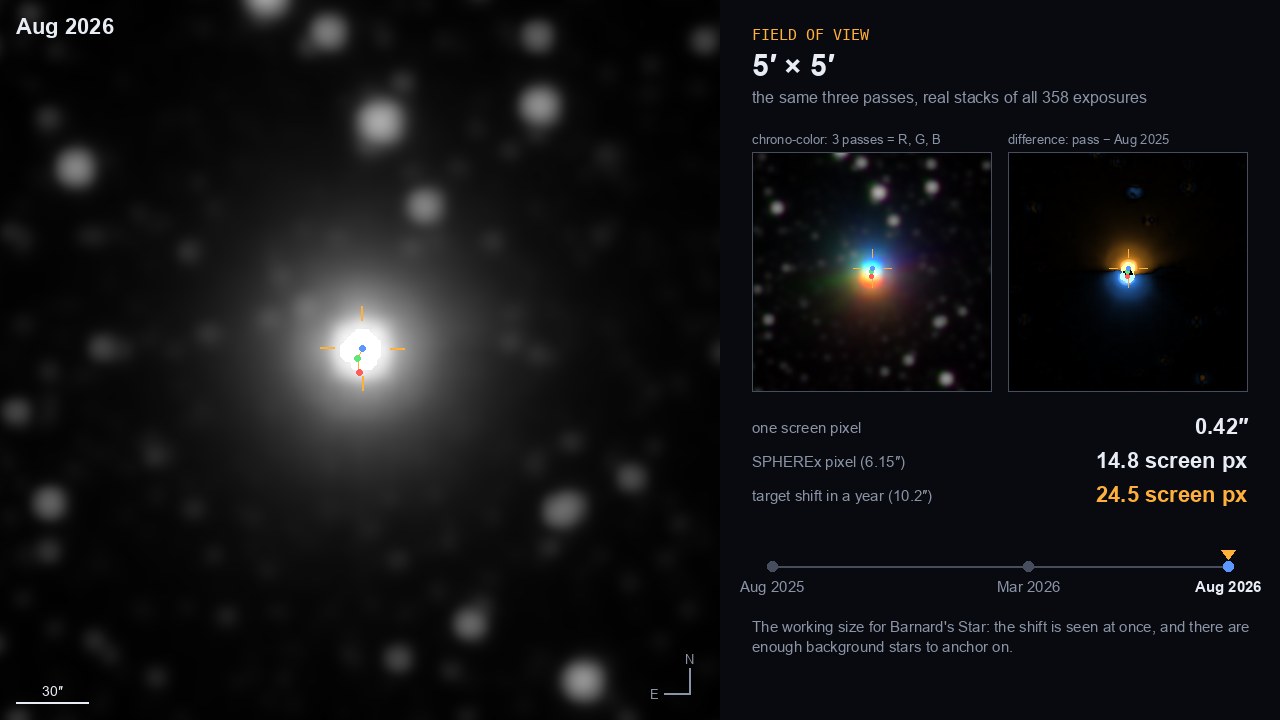 Aug 2026
FIELD OF VIEW
5′ × 5′
the same three passes, real stacks of all 358 exposures
chrono-color: 3 passes = R, G, B
difference: pass − Aug 2025
one screen pixel
0.42″
SPHEREx pixel (6.15″)
14.8 screen px
target shift in a year (10.2″)
24.5 screen px
Aug 2025
Mar 2026
Aug 2026
The working size for Barnard's Star: the shift is seen at once, and there are
enough background stars to anchor on.
N
E
30″